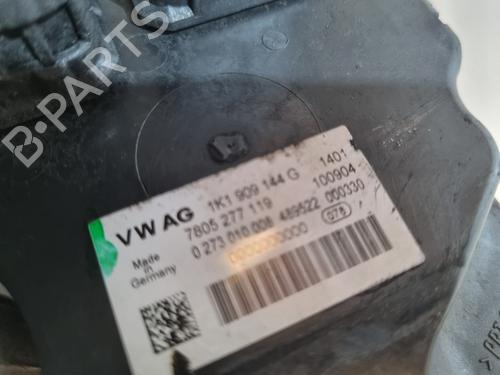 B-PARTS
VW AG 1K1 909 144 G 1401
7805 277 119 100904
0 273 010 008 489522 000330
Made in
Germany